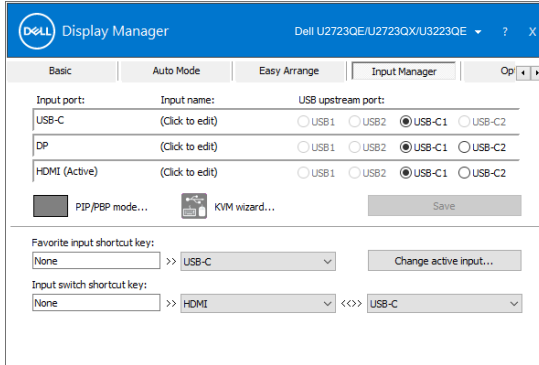 DELL Display Manager Dell U2723QE/U2723QX/U3223QE ? X
Basic Auto Mode Easy Arrange Input Manager Op
Input port: Input name: USB upstream port:
USB-C (Click to edit) USB1 USB2 USB-C1 USB-C2
DP (Click to edit) USB1 USB2 USB-C1 USB-C2
HDMI (Active) (Click to edit) USB1 USB2 USB-C1 USB-C2
PIP/PBP mode... KVM wizard... Save
Favorite input shortcut key:
None >> USB-C Change active input...
Input switch shortcut key:
None >> HDMI <<>> USB-C